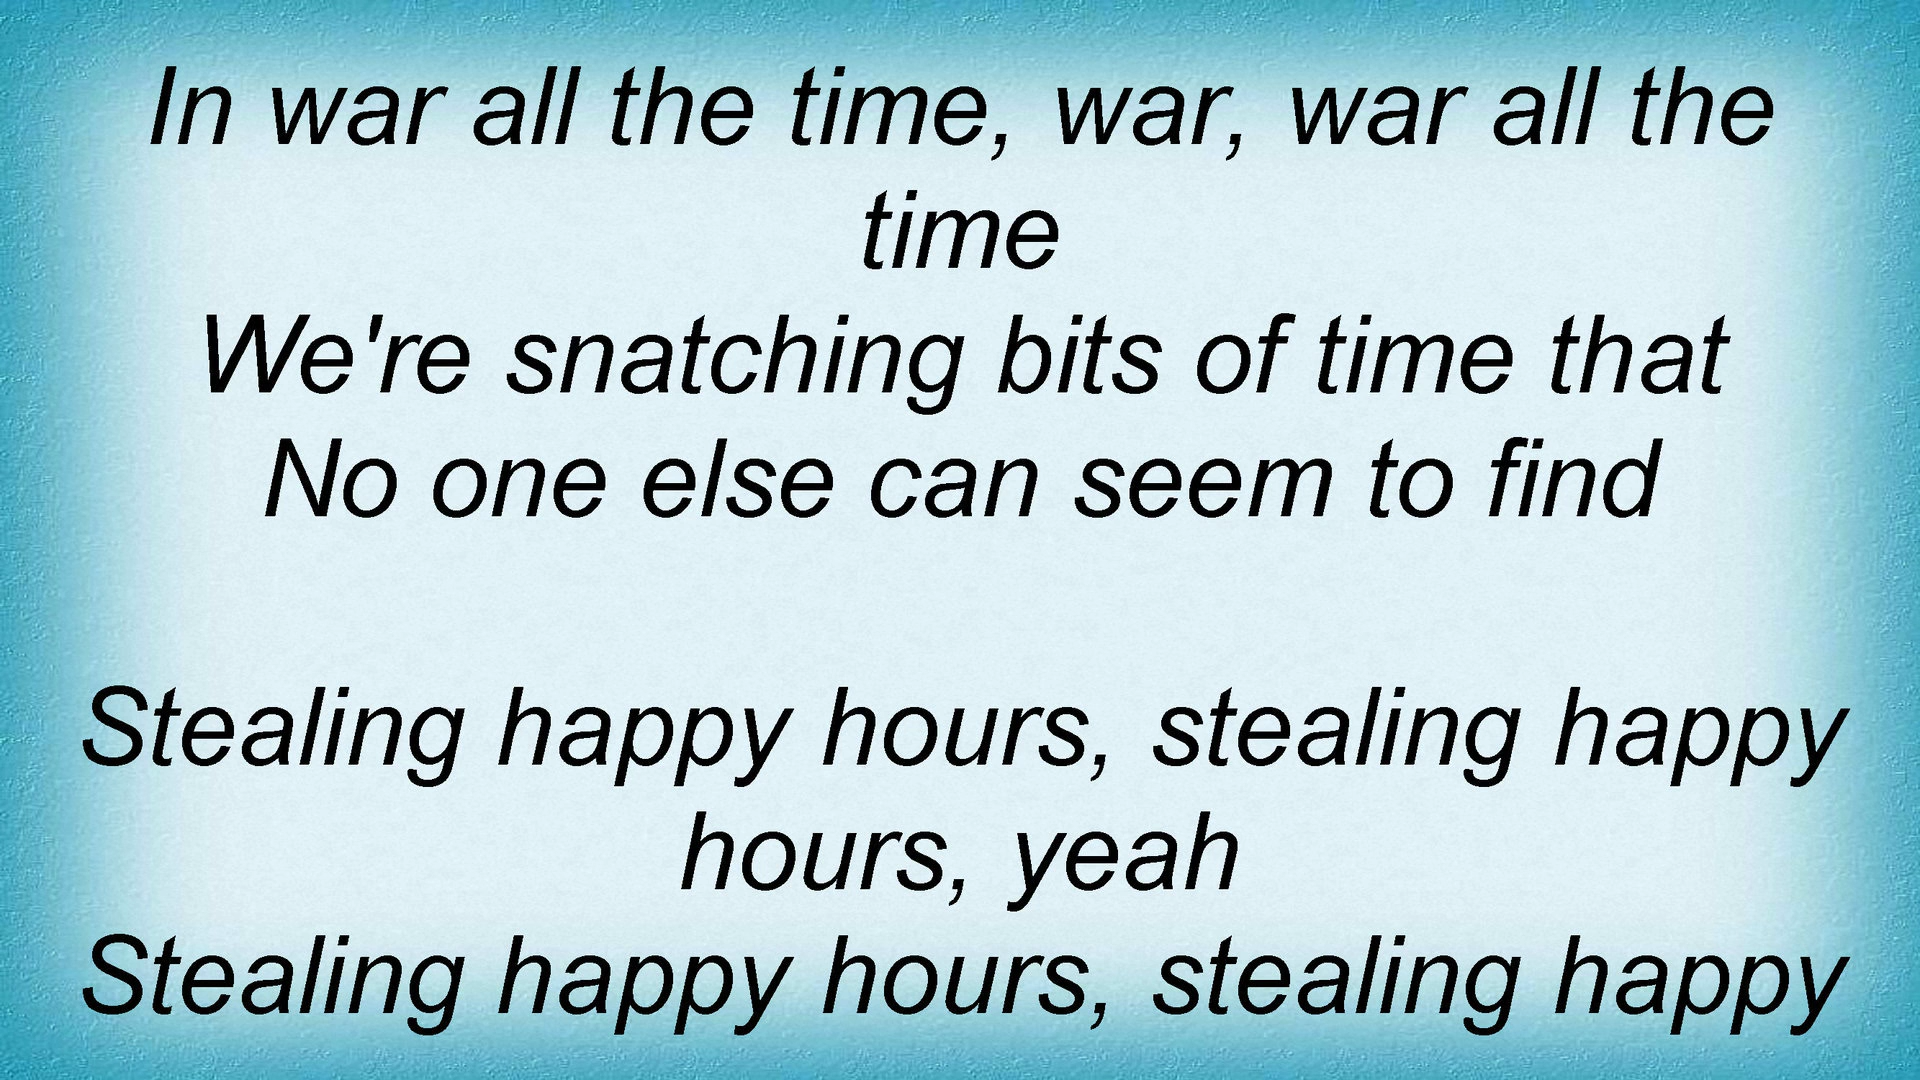 In war all the time, war, war all the
time
We're snatching bits of time that
No one else can seem to find
Stealing happy hours, stealing happy
hours, yeah
Stealing happy hours, stealing happy